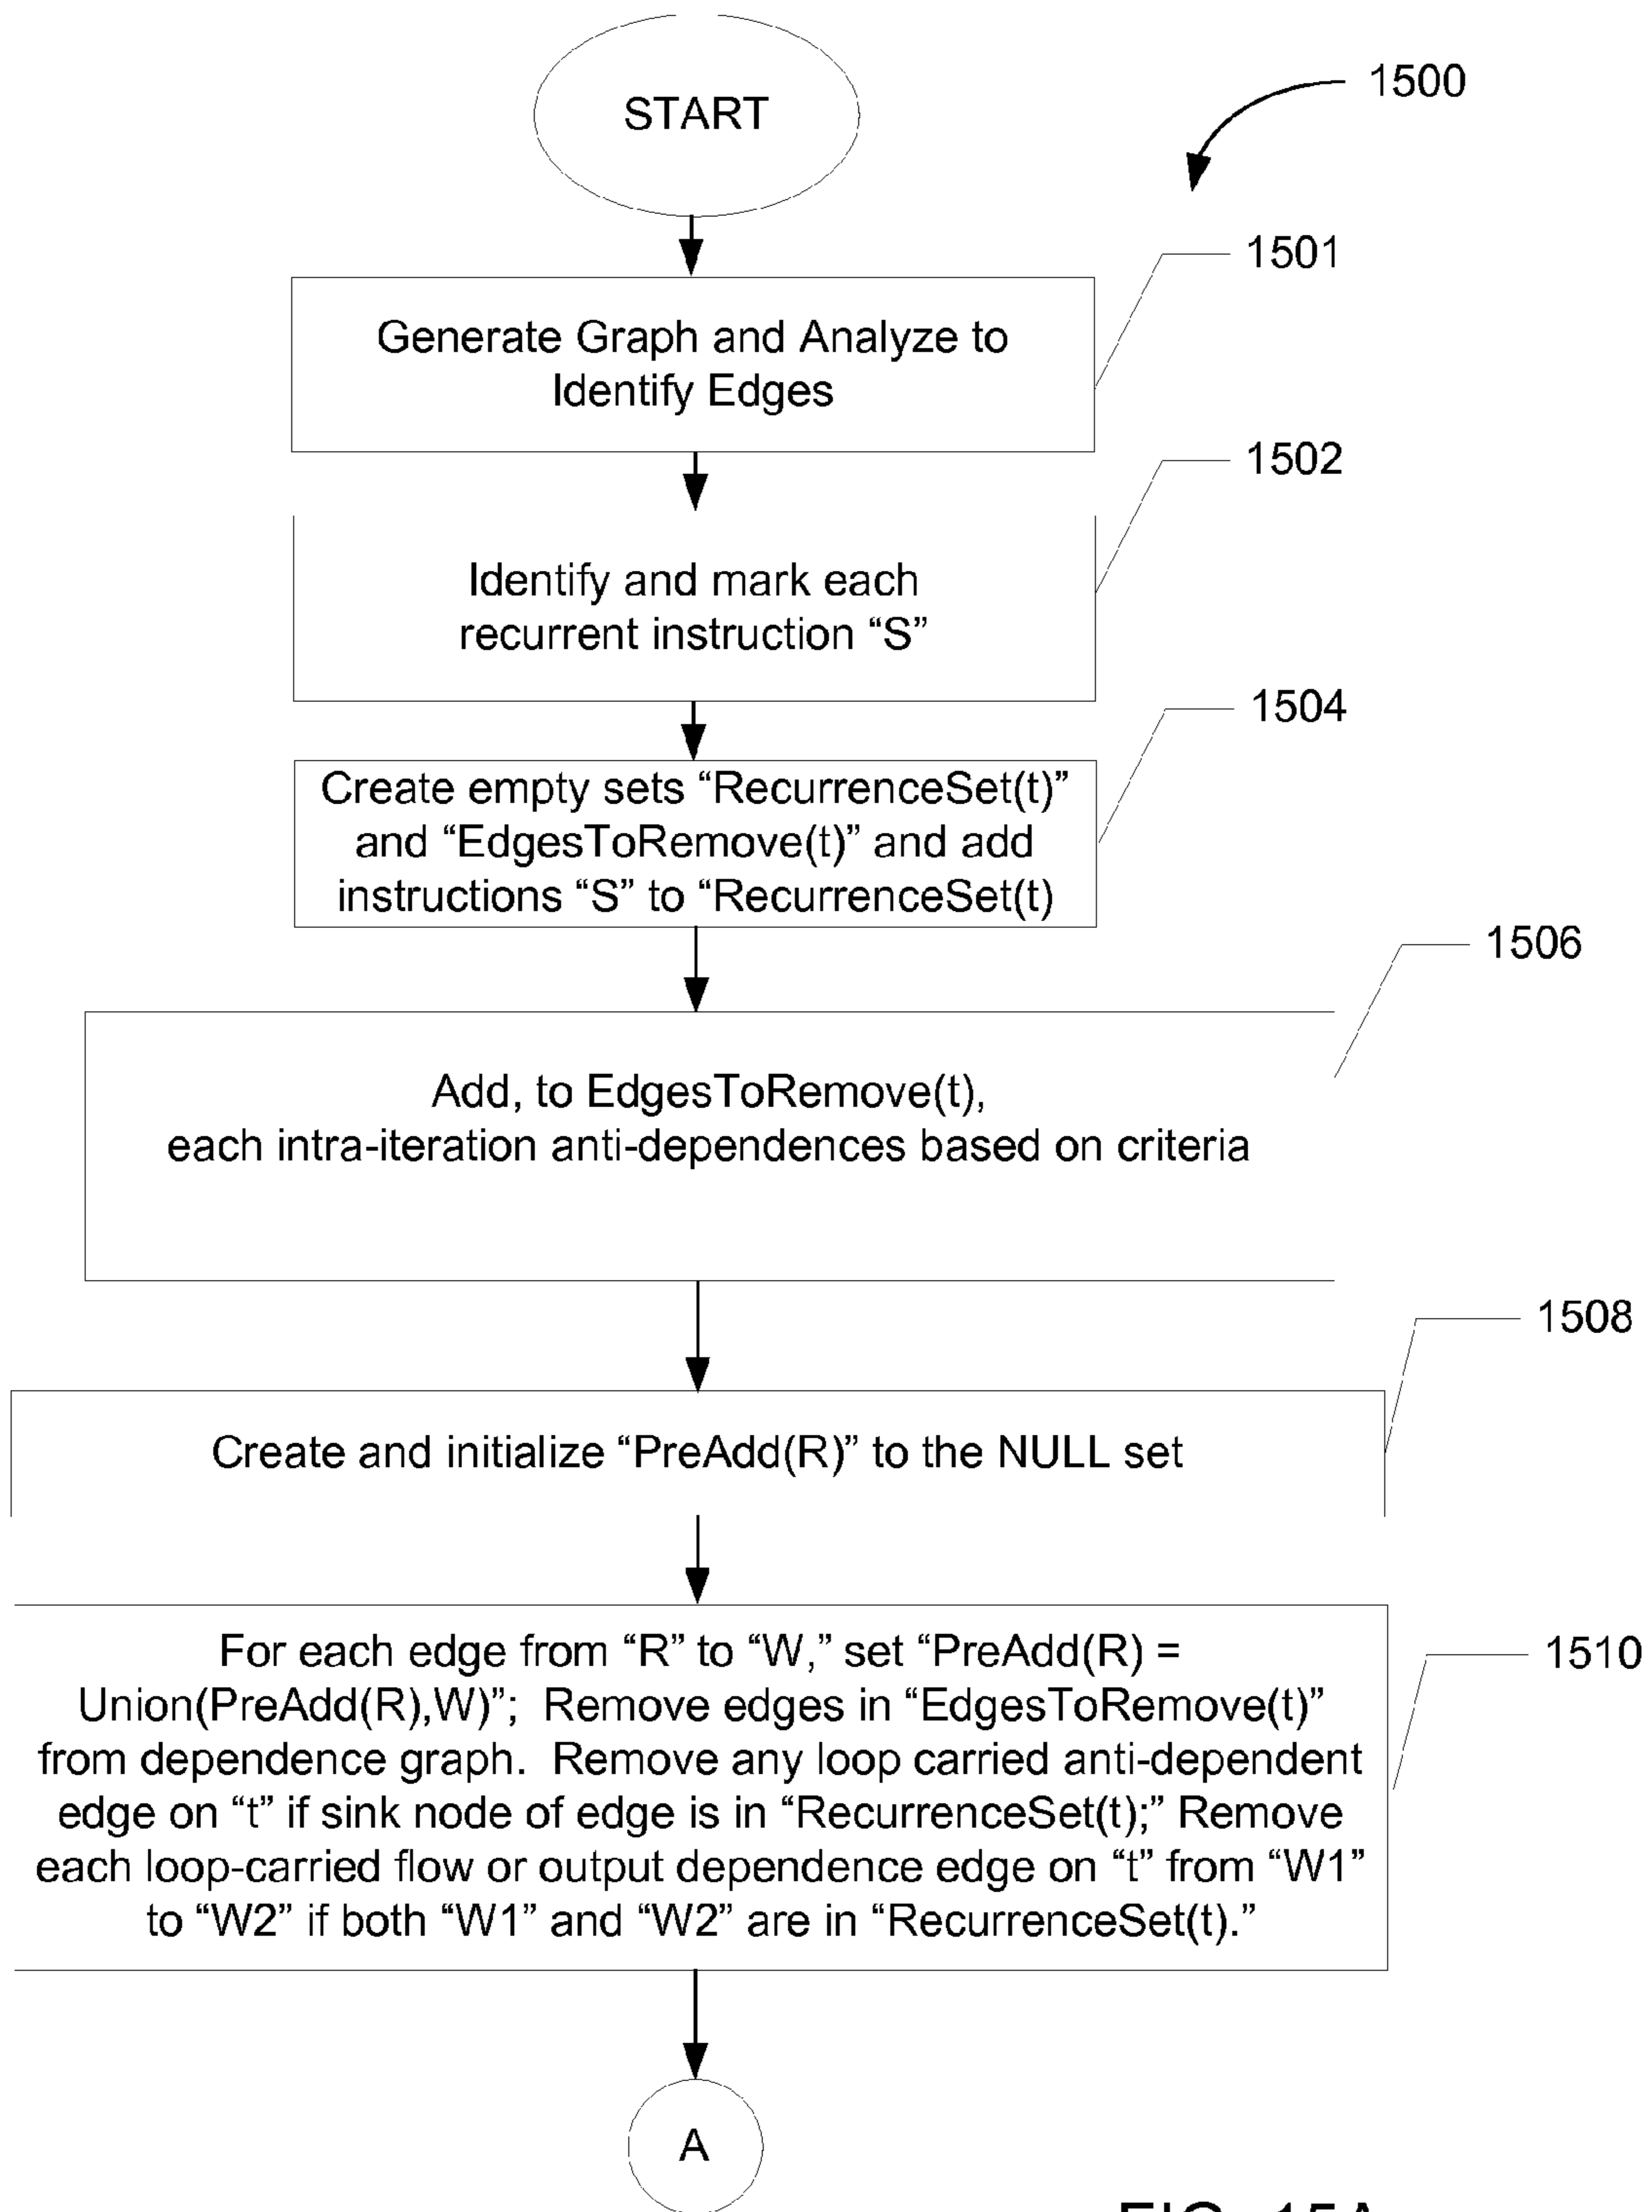 START
1500
1501
Generate Graph and Analyze to
Identify Edges
1502
Identify and mark each
recurrent instruction “S”
1504
Create empty sets “RecurrenceSet(t)”
and “EdgesToRemove(t)” and add
instructions “S” to “RecurrenceSet(t)
1506
Add, to EdgesToRemove(t),
each intra-iteration anti-dependences based on criteria
1508
Create and initialize “PreAdd(R)” to the NULL set
1510
For each edge from “R” to “W,” set “PreAdd(R) =
Union(PreAdd(R),W)”; Remove edges in “EdgesToRemove(t)”
from dependence graph. Remove any loop carried anti-dependent
edge on “t” if sink node of edge is in “RecurrenceSet(t);” Remove
each loop-carried flow or output dependence edge on “t” from “W1”
to “W2” if both “W1” and “W2” are in “RecurrenceSet(t).”
A
FIG. 15A